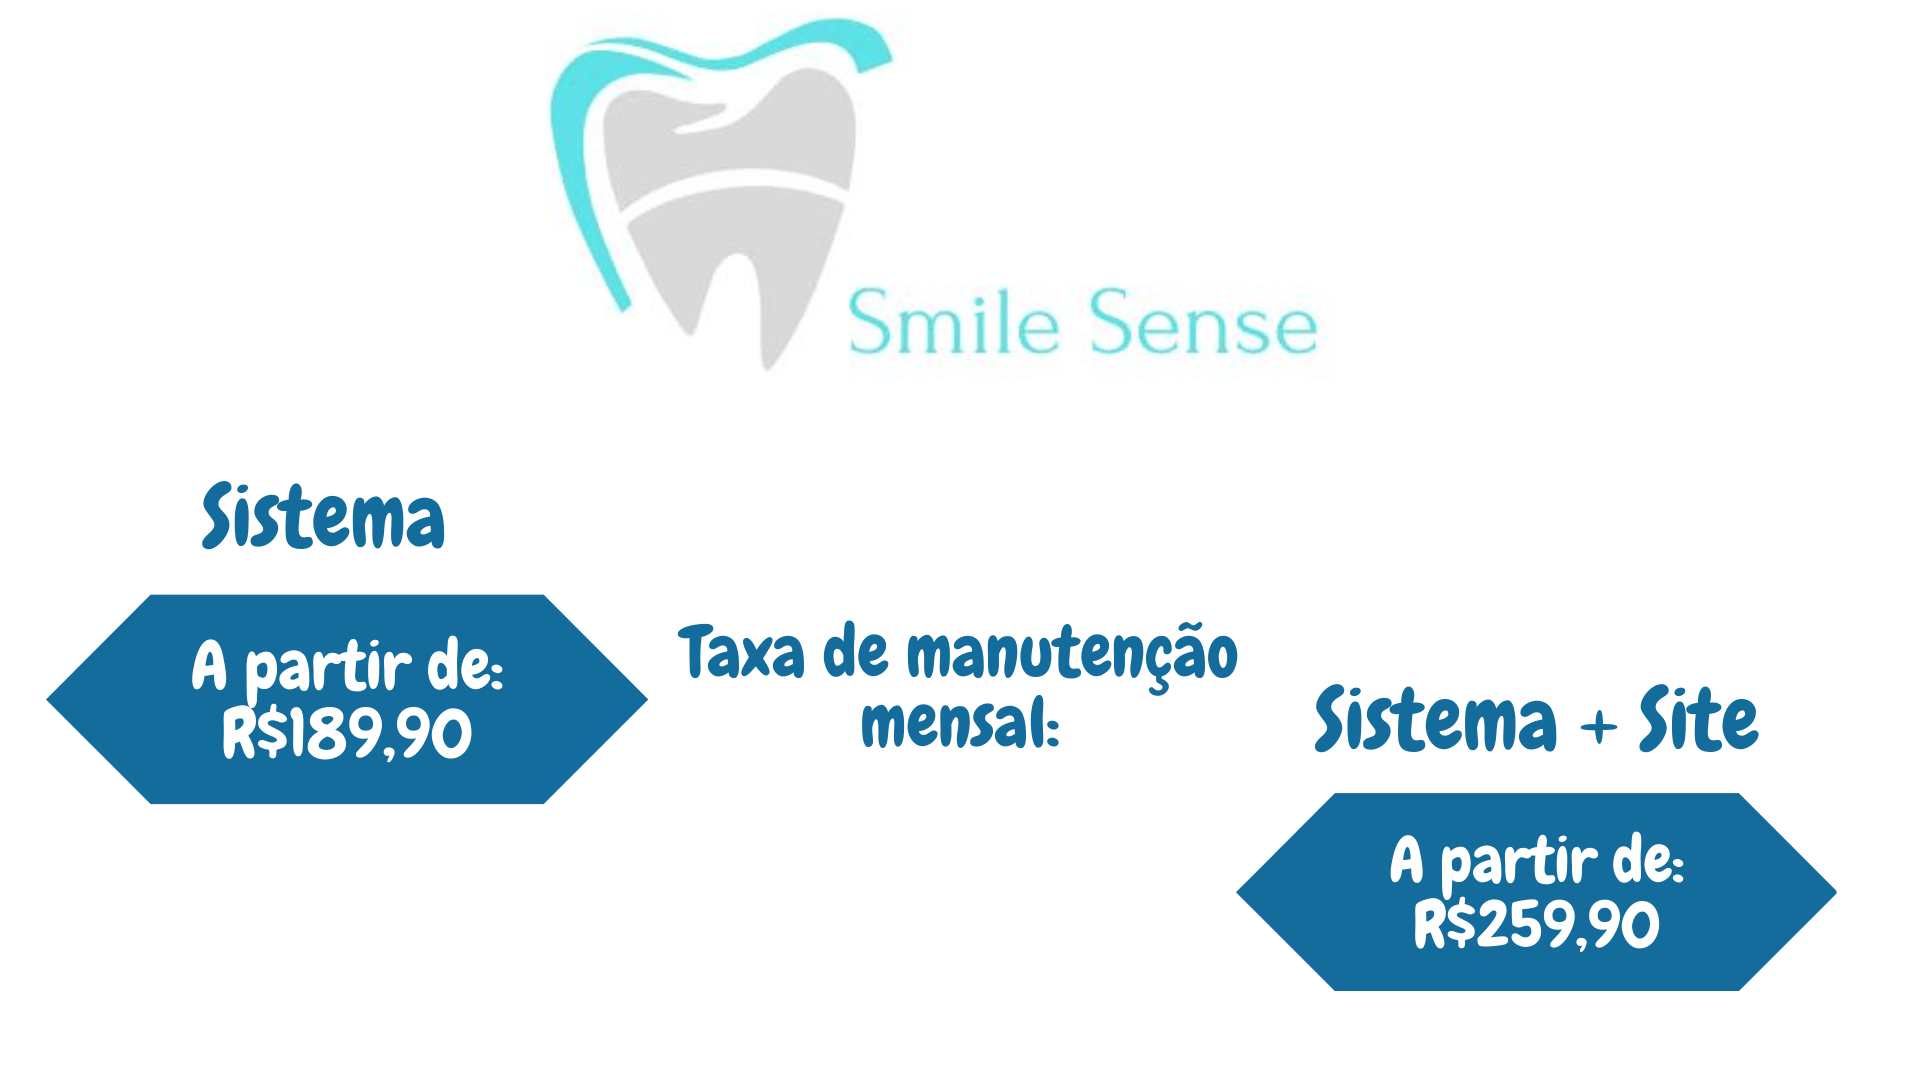 Smile Sense
Sistema
A partir de:
R$189,90
Taxa de manutenção
mensal:
Sistema + Site
A partir de:
R$259,90